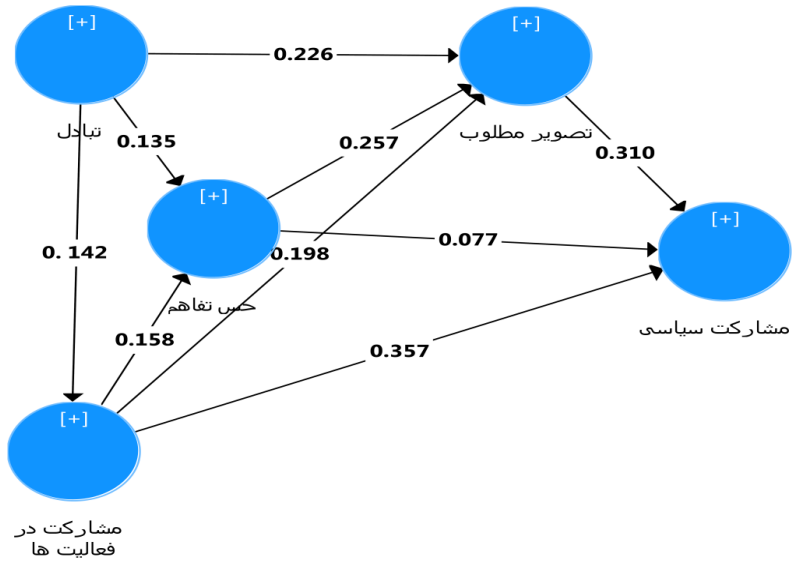 [+]
[+]
0.226
تبادل
0.135
0.257
تصویر مطلوب
0.310
[+]
[+]
0. 142
0.198
0.077
حس تفاهم
مشارکت سیاسی
0.158
0.357
[+]
مشارکت در
فعالیت ها